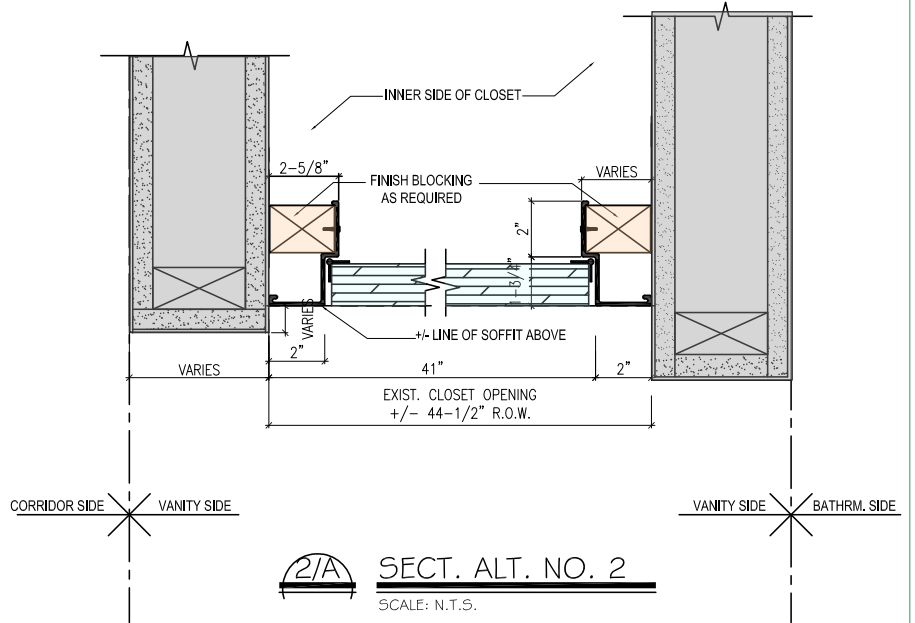 INNER SIDE OF CLOSET
2-5/8"
FINISH BLOCKING
AS REQUIRED
VARIES
2"
1-3/4"
VARIES
+/- LINE OF SOFFIT ABOVE
2"
VARIES
41"
2"
EXIST. CLOSET OPENING
+/- 44-1/2" R.O.W.
CORRIDOR SIDE
VANITY SIDE
VANITY SIDE
BATHRM. SIDE
2/A
SECT. ALT. NO. 2
SCALE: N.T.S.